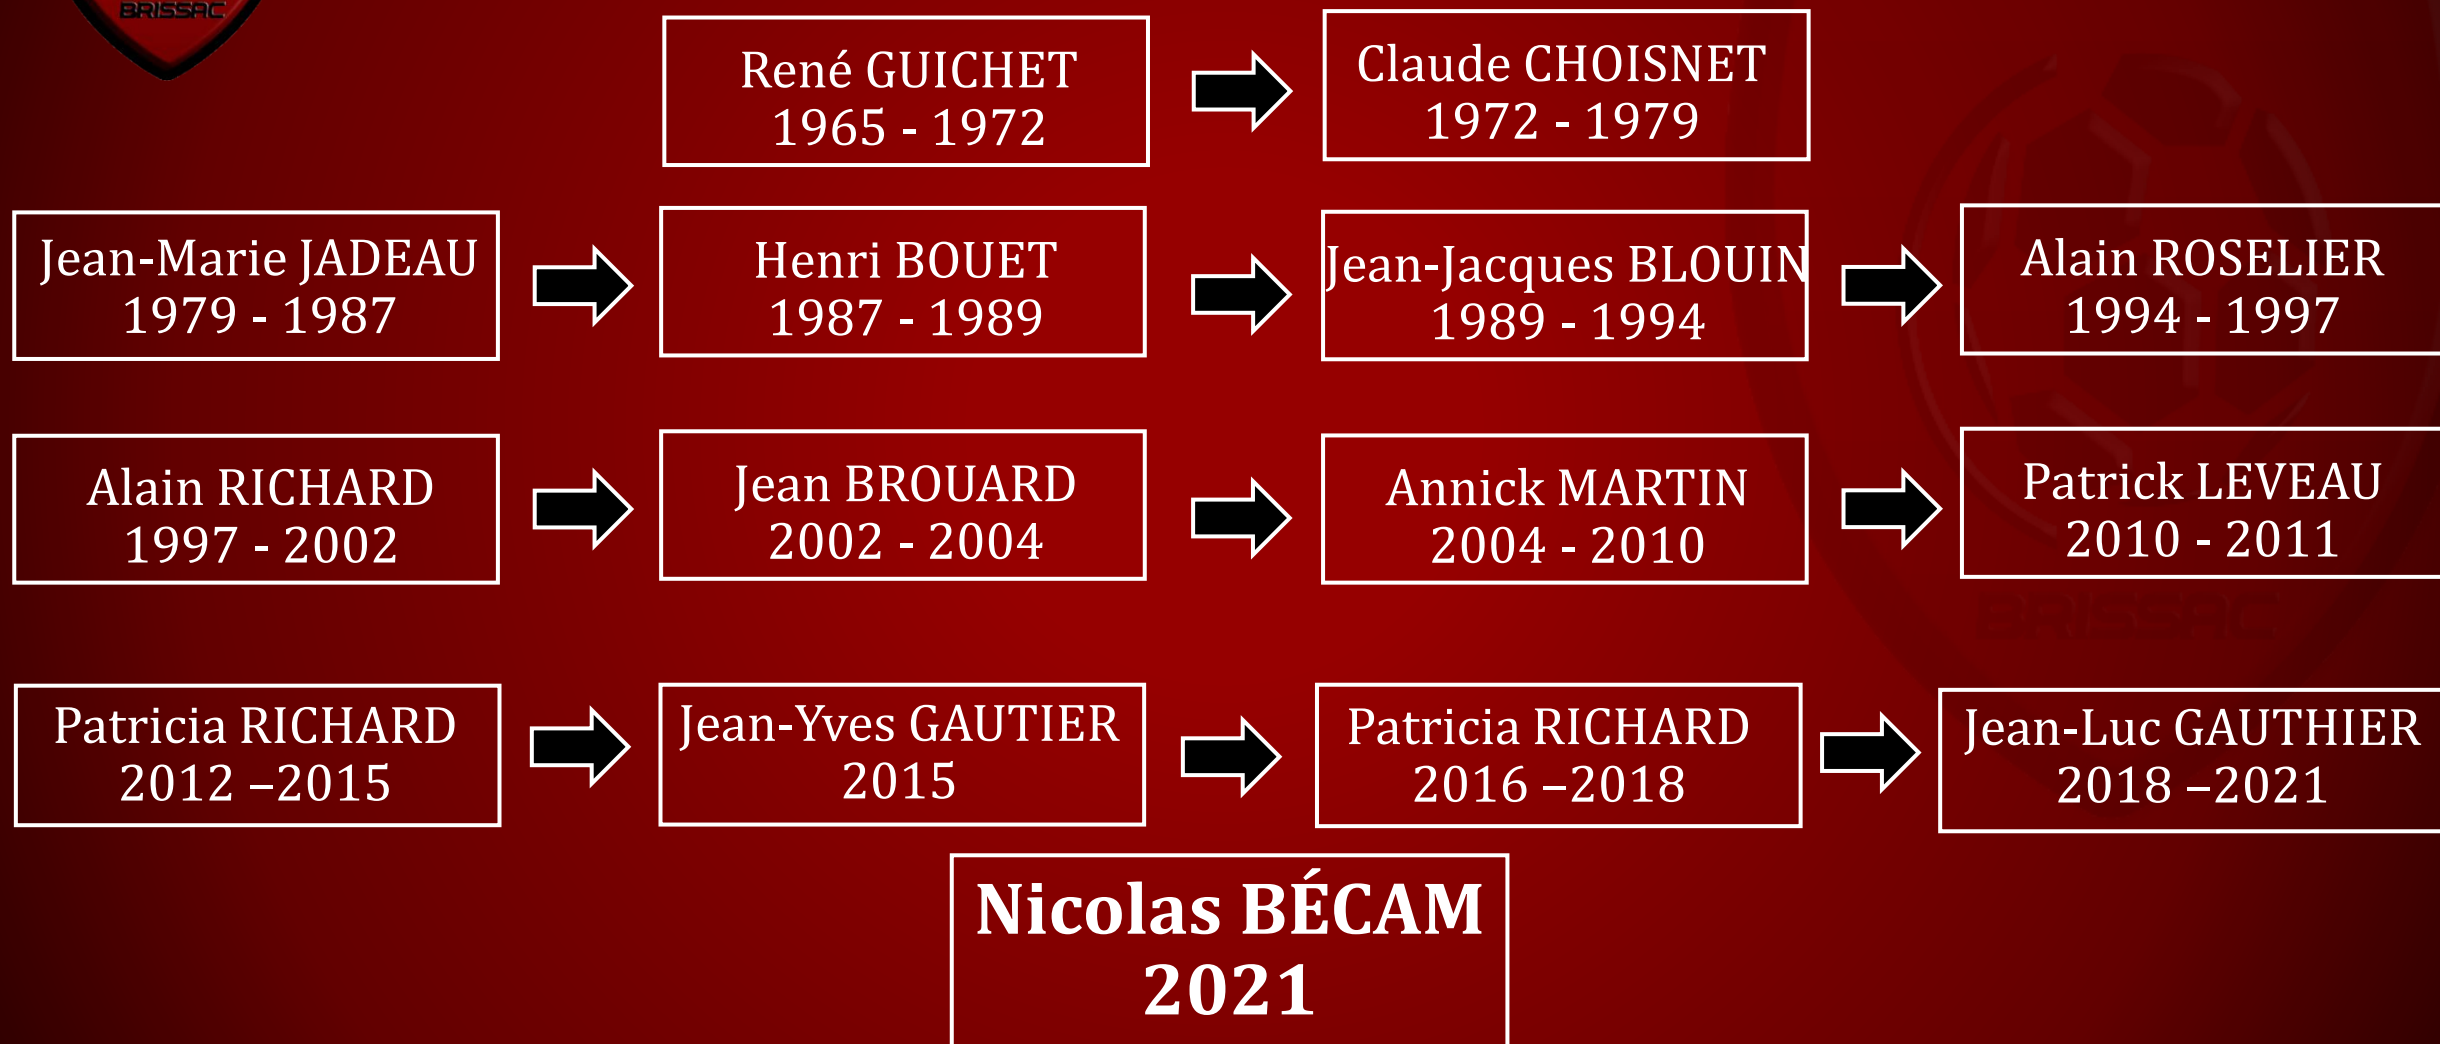 BRISSAC
René GUICHET
1965 - 1972
Claude CHOISNET
1972 - 1979
Jean-Marie JADEAU
1979 - 1987
Henri BOUET
1987 - 1989
Jean-Jacques BLOUIN
1989 - 1994
Alain ROSELIER
1994 - 1997
Alain RICHARD
1997 - 2002
Jean BROUARD
2002 - 2004
Annick MARTIN
2004 - 2010
Patrick LEVEAU
2010 - 2011
BRISSAC
Patricia RICHARD
2012 –2015
Jean-Yves GAUTIER
2015
Patricia RICHARD
2016 –2018
Jean-Luc GAUTHIER
2018 –2021
Nicolas BÉCAM
2021